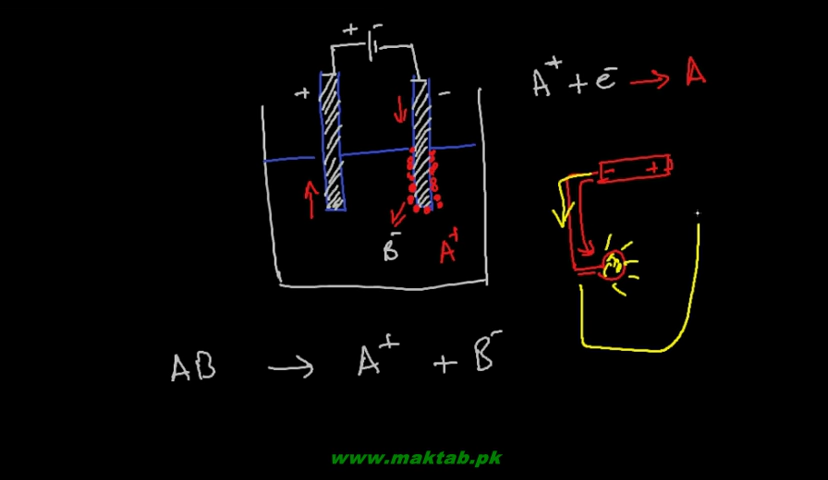 + -
+ -
A⁺ + e⁻ → A
- +
B⁻ A⁺
AB → A⁺ + B⁻
www.maktab.pk